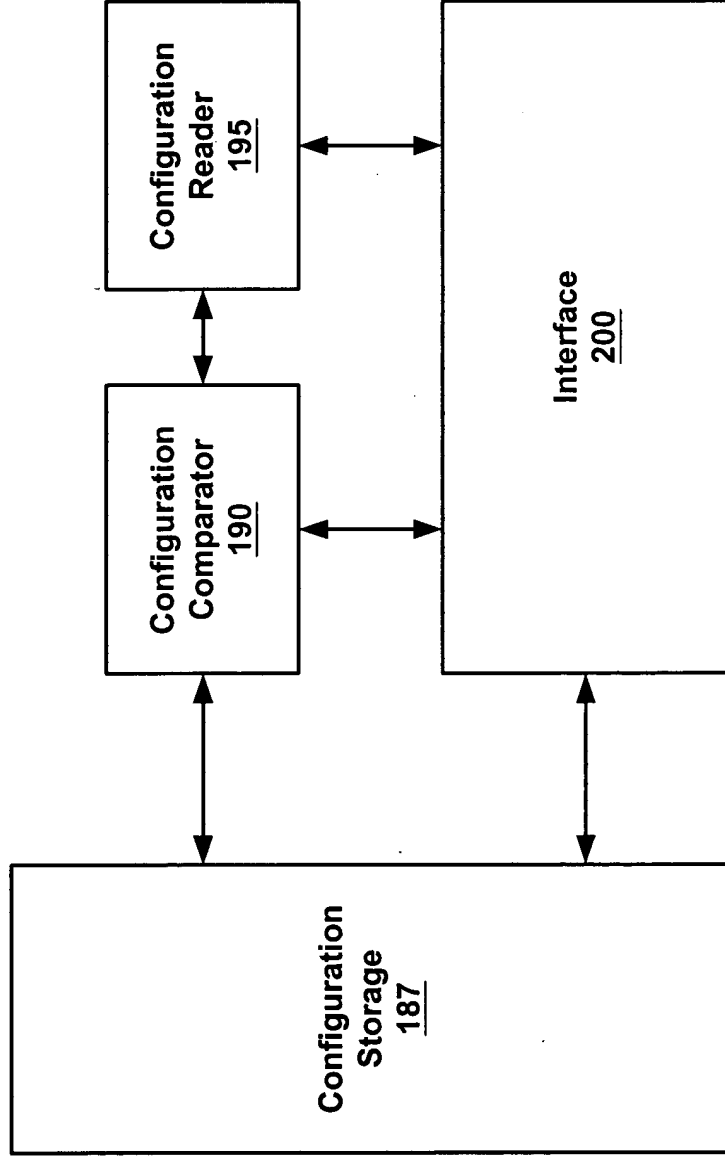 Configuration
Storage
187
Configuration
Comparator
190
Configuration
Reader
195
Interface
200